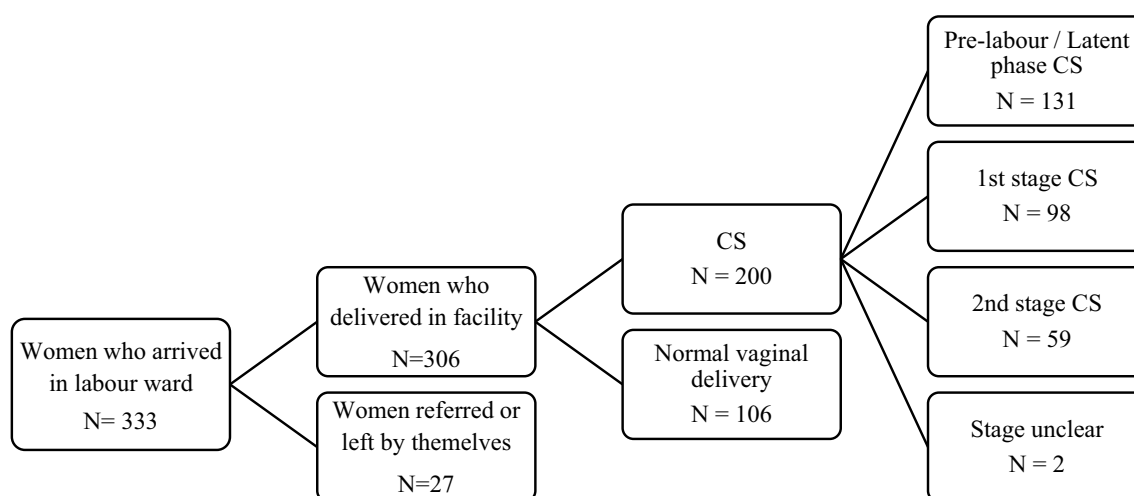 Women who arrived
in labour ward
N= 333
Women who
delivered in facility
N=306
Women referred or
left by themelves
N=27
CS
N = 200
Normal vaginal
delivery
N = 106
Pre-labour / Latent
phase CS
N = 131
1st stage CS
N = 98
2nd stage CS
N = 59
Stage unclear
N = 2